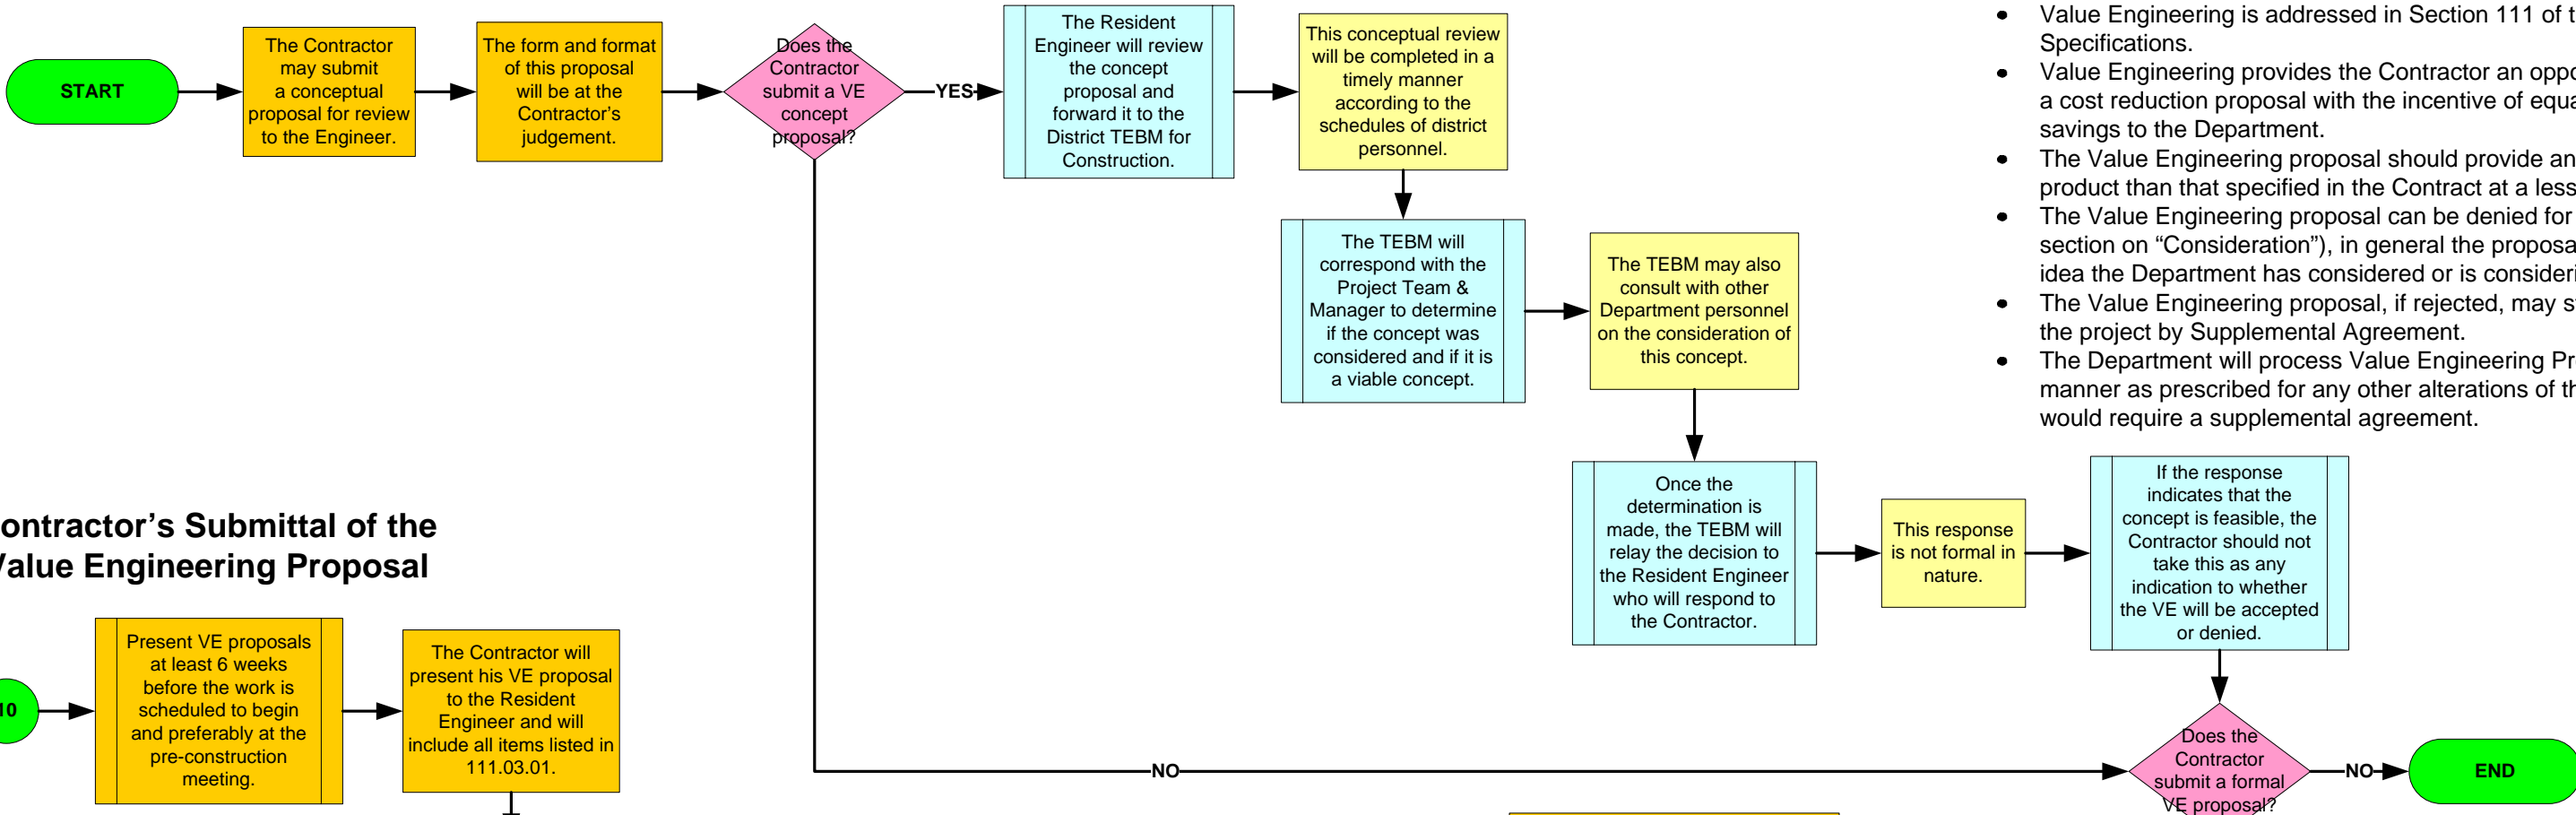 START
The Contractor
may submit
a conceptual
proposal for review
to the Engineer.
The form and format
of this proposal
will be at the
Contractor's
judgement.
Does the
Contractor
submit a VE
concept
proposal?
YES
The Resident
Engineer will review
the concept
proposal and
forward it to the
District TEBM for
Construction.
This conceptual review
will be completed in a
timely manner
according to the
schedules of district
personnel.
The TEBM will
correspond with the
Project Team &
Manager to determine
if the concept was
considered and if it is
a viable concept.
The TEBM may also
consult with other
Department personnel
on the consideration of
this concept.
Once the
determination is
made, the TEBM will
relay the decision to
the Resident Engineer
who will respond to
the Contractor.
This response
is not formal in
nature.
If the response
indicates that the
concept is feasible, the
Contractor should not
take this as any
indication to whether
the VE will be accepted
or denied.
NO
Does the
Contractor
submit a formal
VE proposal?
NO
END
• Value Engineering is addressed in Section 111 of
Specifications.
• Value Engineering provides the Contractor an
a cost reduction proposal with the incentive of
savings to the Department.
• The Value Engineering proposal should provide an
product than that specified in the Contract at a less
• The Value Engineering proposal can be denied for
section on “Consideration”), in general the
idea the Department has considered or is
• The Value Engineering proposal, if rejected, may
the project by Supplemental Agreement.
• The Department will process Value Engineering
manner as prescribed for any other alterations of
would require a supplemental agreement.
ontractor's Submittal of the
Value Engineering Proposal
10
Present VE proposals
at least 6 weeks
before the work is
scheduled to begin
and preferably at the
pre-construction
meeting.
The Contractor will
present his VE proposal
to the Resident
Engineer and will
include all items listed in
111.03.01.